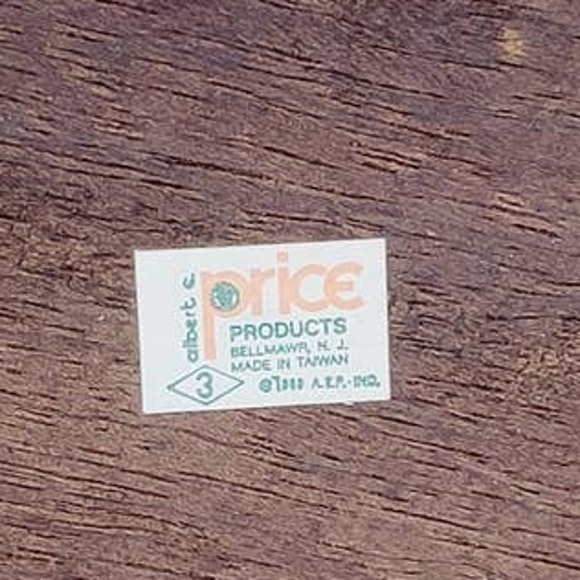 albert e.
price
PRODUCTS
BELLMAWR, N. J.
MADE IN TAIWAN
3
A.E.P.-INC.